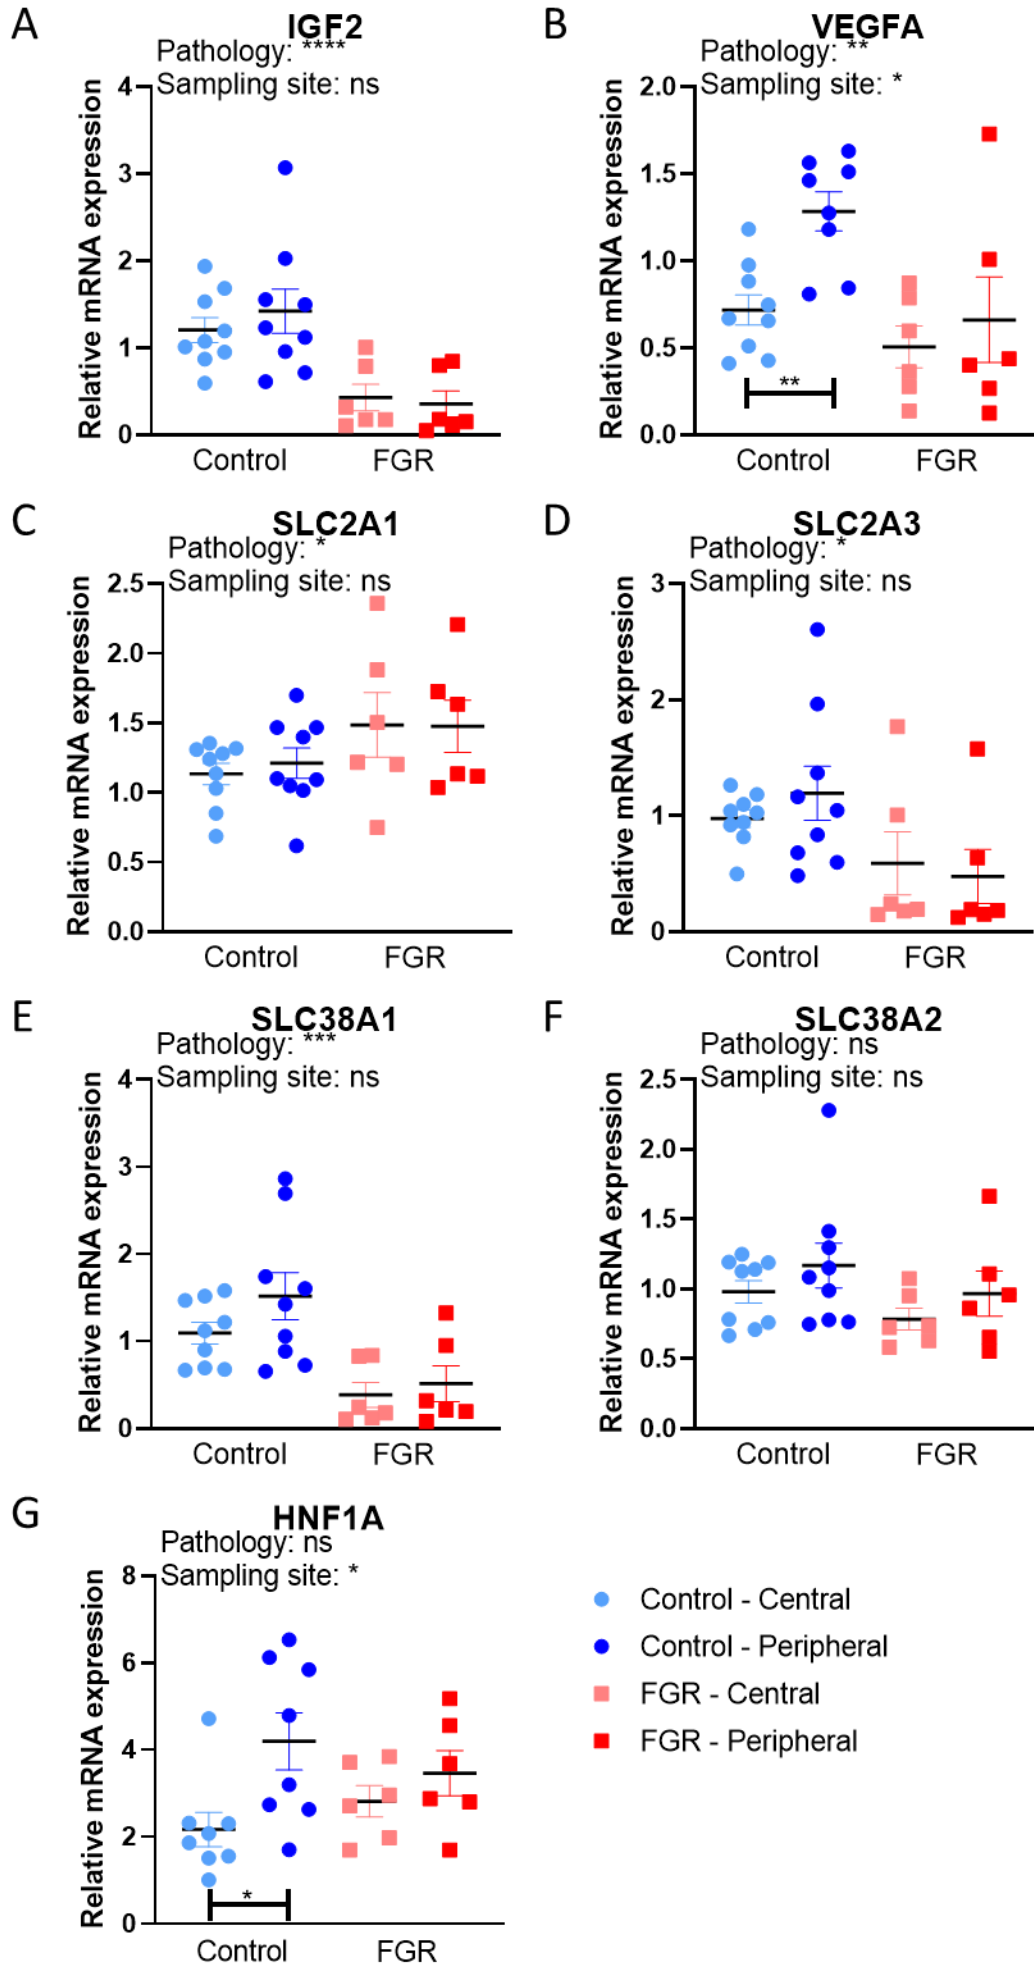 A
IGF2
Pathology: ****
Sampling site: ns
Relative mRNA expression
4
3
2
1
0
Control
FGR
B
VEGFA
Pathology: **
Sampling site: *
Relative mRNA expression
2.0
1.5
1.0
0.5
0.0
**
Control
FGR
C
SLC2A1
Pathology: *
Sampling site: ns
Relative mRNA expression
2.5
2.0
1.5
1.0
0.5
0.0
Control
FGR
D
SLC2A3
Pathology: *
Sampling site: ns
Relative mRNA expression
3
2
1
0
Control
FGR
E
SLC38A1
Pathology: ***
Sampling site: ns
Relative mRNA expression
4
3
2
1
0
Control
FGR
F
SLC38A2
Pathology: ns
Sampling site: ns
Relative mRNA expression
2.5
2.0
1.5
1.0
0.5
0.0
Control
FGR
G
HNF1A
Pathology: ns
Sampling site: *
Relative mRNA expression
8
6
4
2
0
*
Control
FGR
Control - Central
Control - Peripheral
FGR - Central
FGR - Peripheral